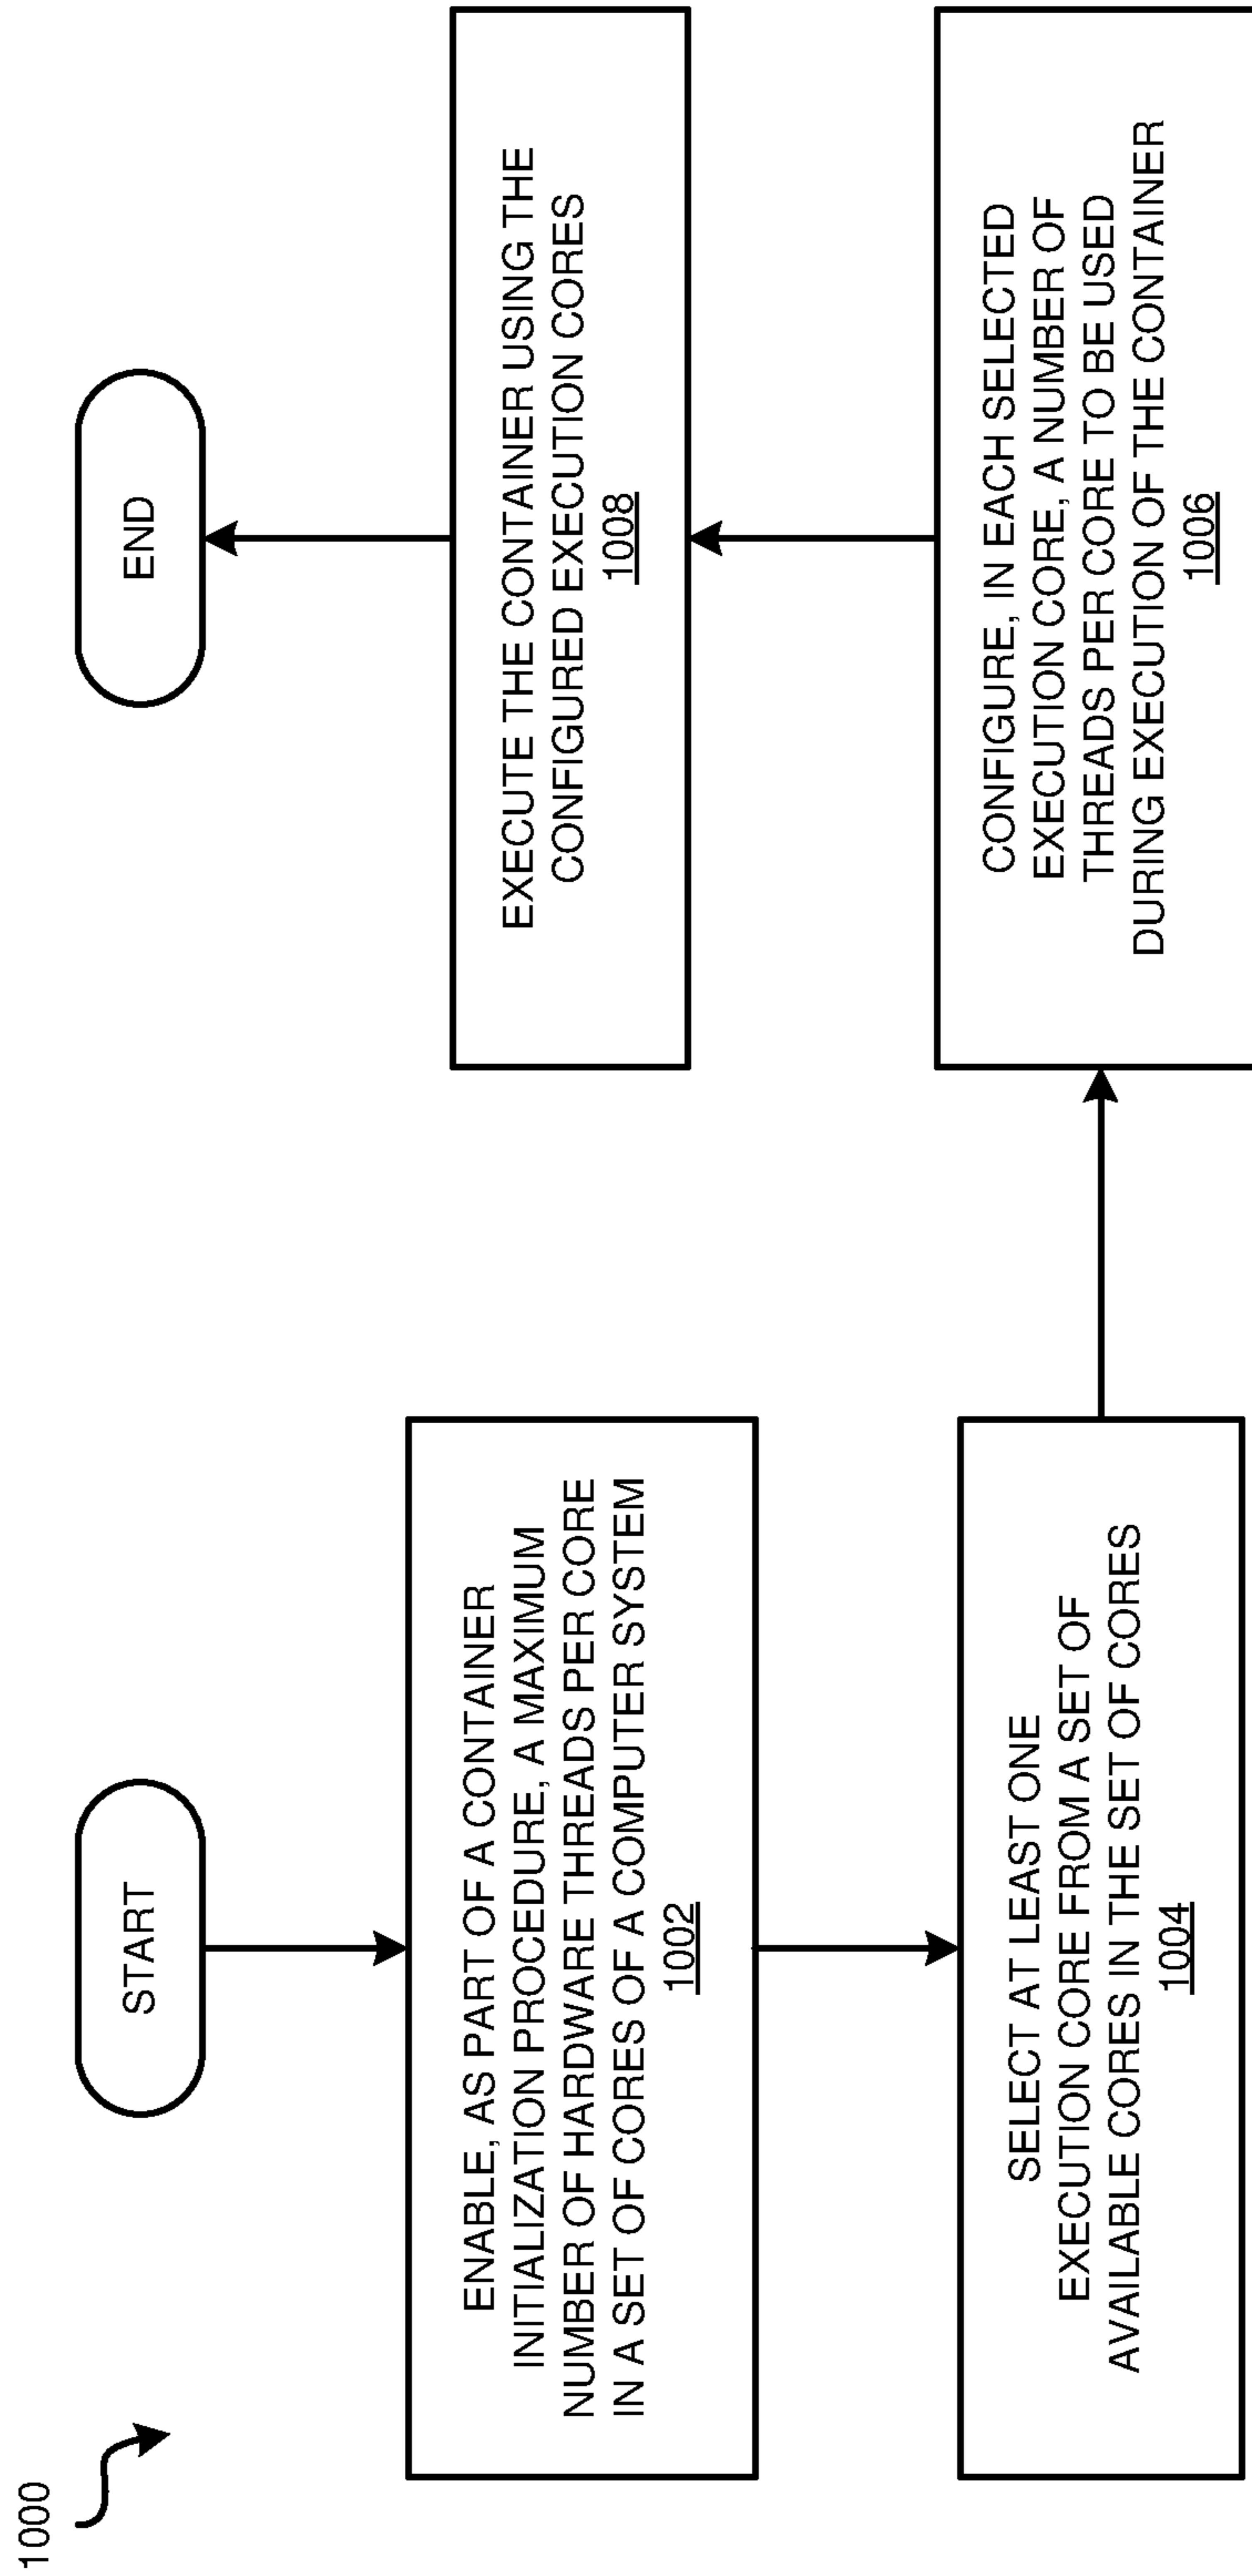 1000
START
ENABLE, AS PART OF A CONTAINER
INITIALIZATION PROCEDURE, A MAXIMUM
NUMBER OF HARDWARE THREADS PER CORE
IN A SET OF CORES OF A COMPUTER SYSTEM
1002
SELECT AT LEAST ONE
EXECUTION CORE FROM A SET OF
AVAILABLE CORES IN THE SET OF CORES
1004
CONFIGURE, IN EACH SELECTED
EXECUTION CORE, A NUMBER OF
THREADS PER CORE TO BE USED
DURING EXECUTION OF THE CONTAINER
1006
EXECUTE THE CONTAINER USING THE
CONFIGURED EXECUTION CORES
1008
END